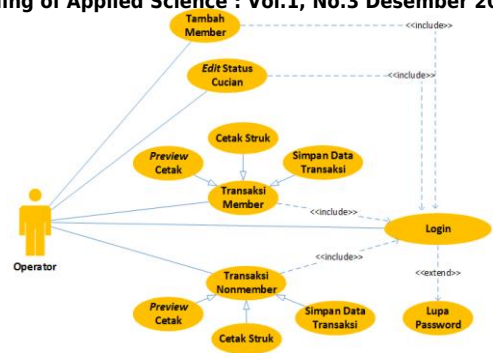 ing of Applied Science : Vol.1, No.3 Desember 20
Tambah
Member
<<include>>
Edit Status
Cucian
<<include>>
Cetak Struk
Preview
Cetak
Simpan Data
Transaksi
Transaksi
Member
<<include>>
Login
Operator
<<include>>
Transaksi
Nonmember
<<extend>>
Preview
Cetak
Simpan Data
Transaksi
Lupa
Password
Cetak Struk